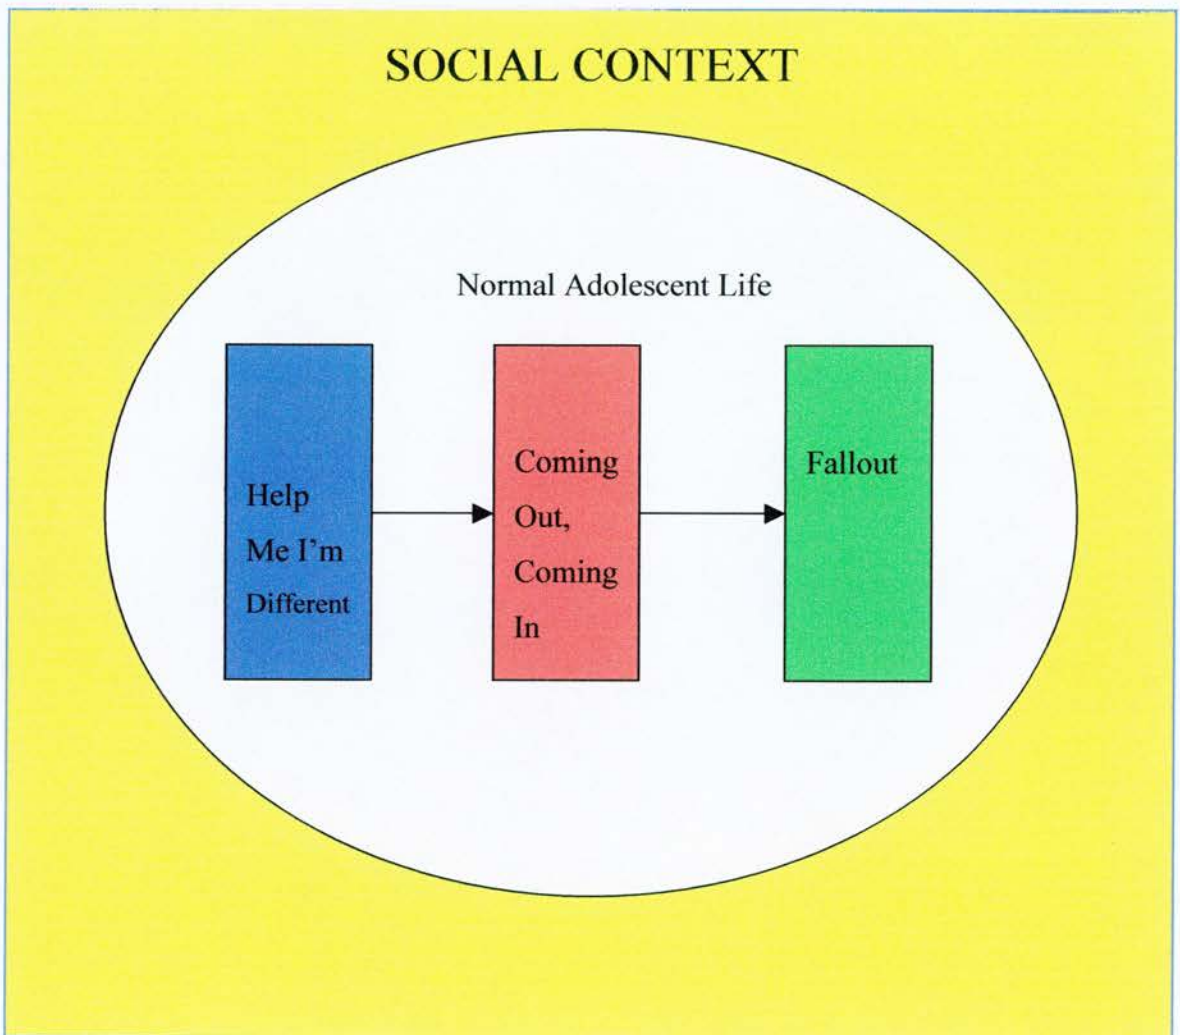 SOCIAL CONTEXT
Normal Adolescent Life
Help
Me I'm
Different
Coming
Out,
Coming
In
Fallout